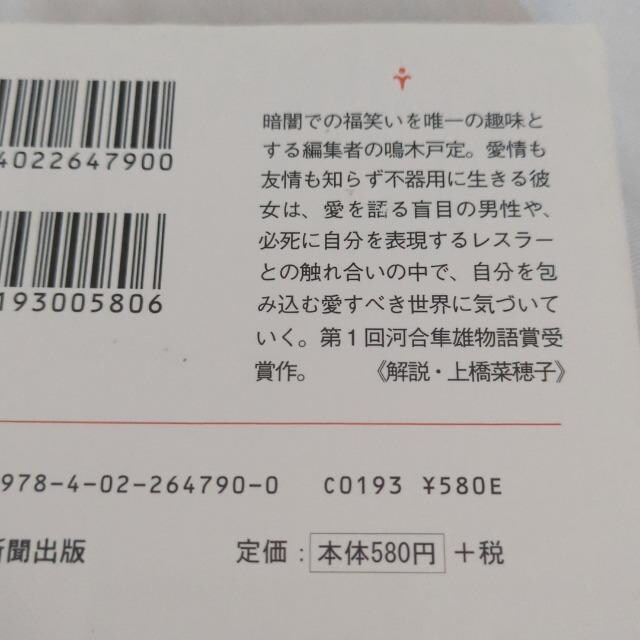 4022647900
193005806
暗闇での福笑いを唯一の趣味と
する編集者の鳴木戸定。愛情も
友情も知らず不器用に生きる彼
女は、愛を語る盲目の男性や、
必死に自分を表現するレスラー
との触れ合いの中で、自分を包
み込む愛すべき世界に気づいて
いく。第1回河合隼雄物語賞受
賞作。 《解説・上橋菜穂子》
978-4-02-264790-0 C0193 ¥580E
新聞出版 定価：本体580円＋税